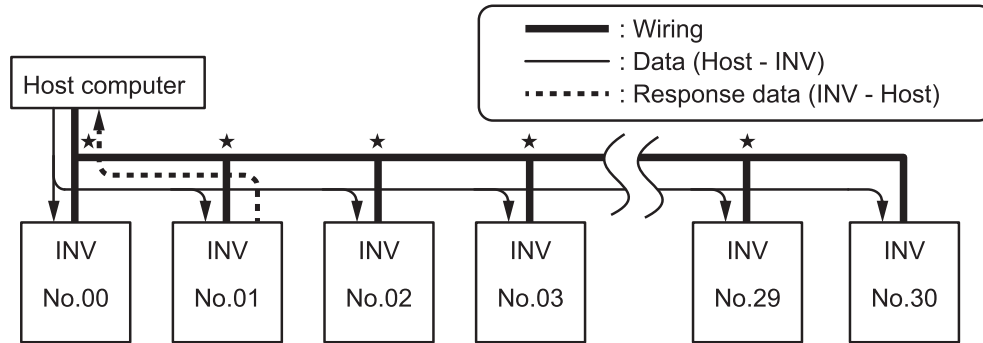 : Wiring
: Data (Host - INV)
: Response data (INV - Host)
Host computer
★ ★ ★ ★ ★
INV INV INV INV INV INV
No.00 No.01 No.02 No.03 No.29 No.30